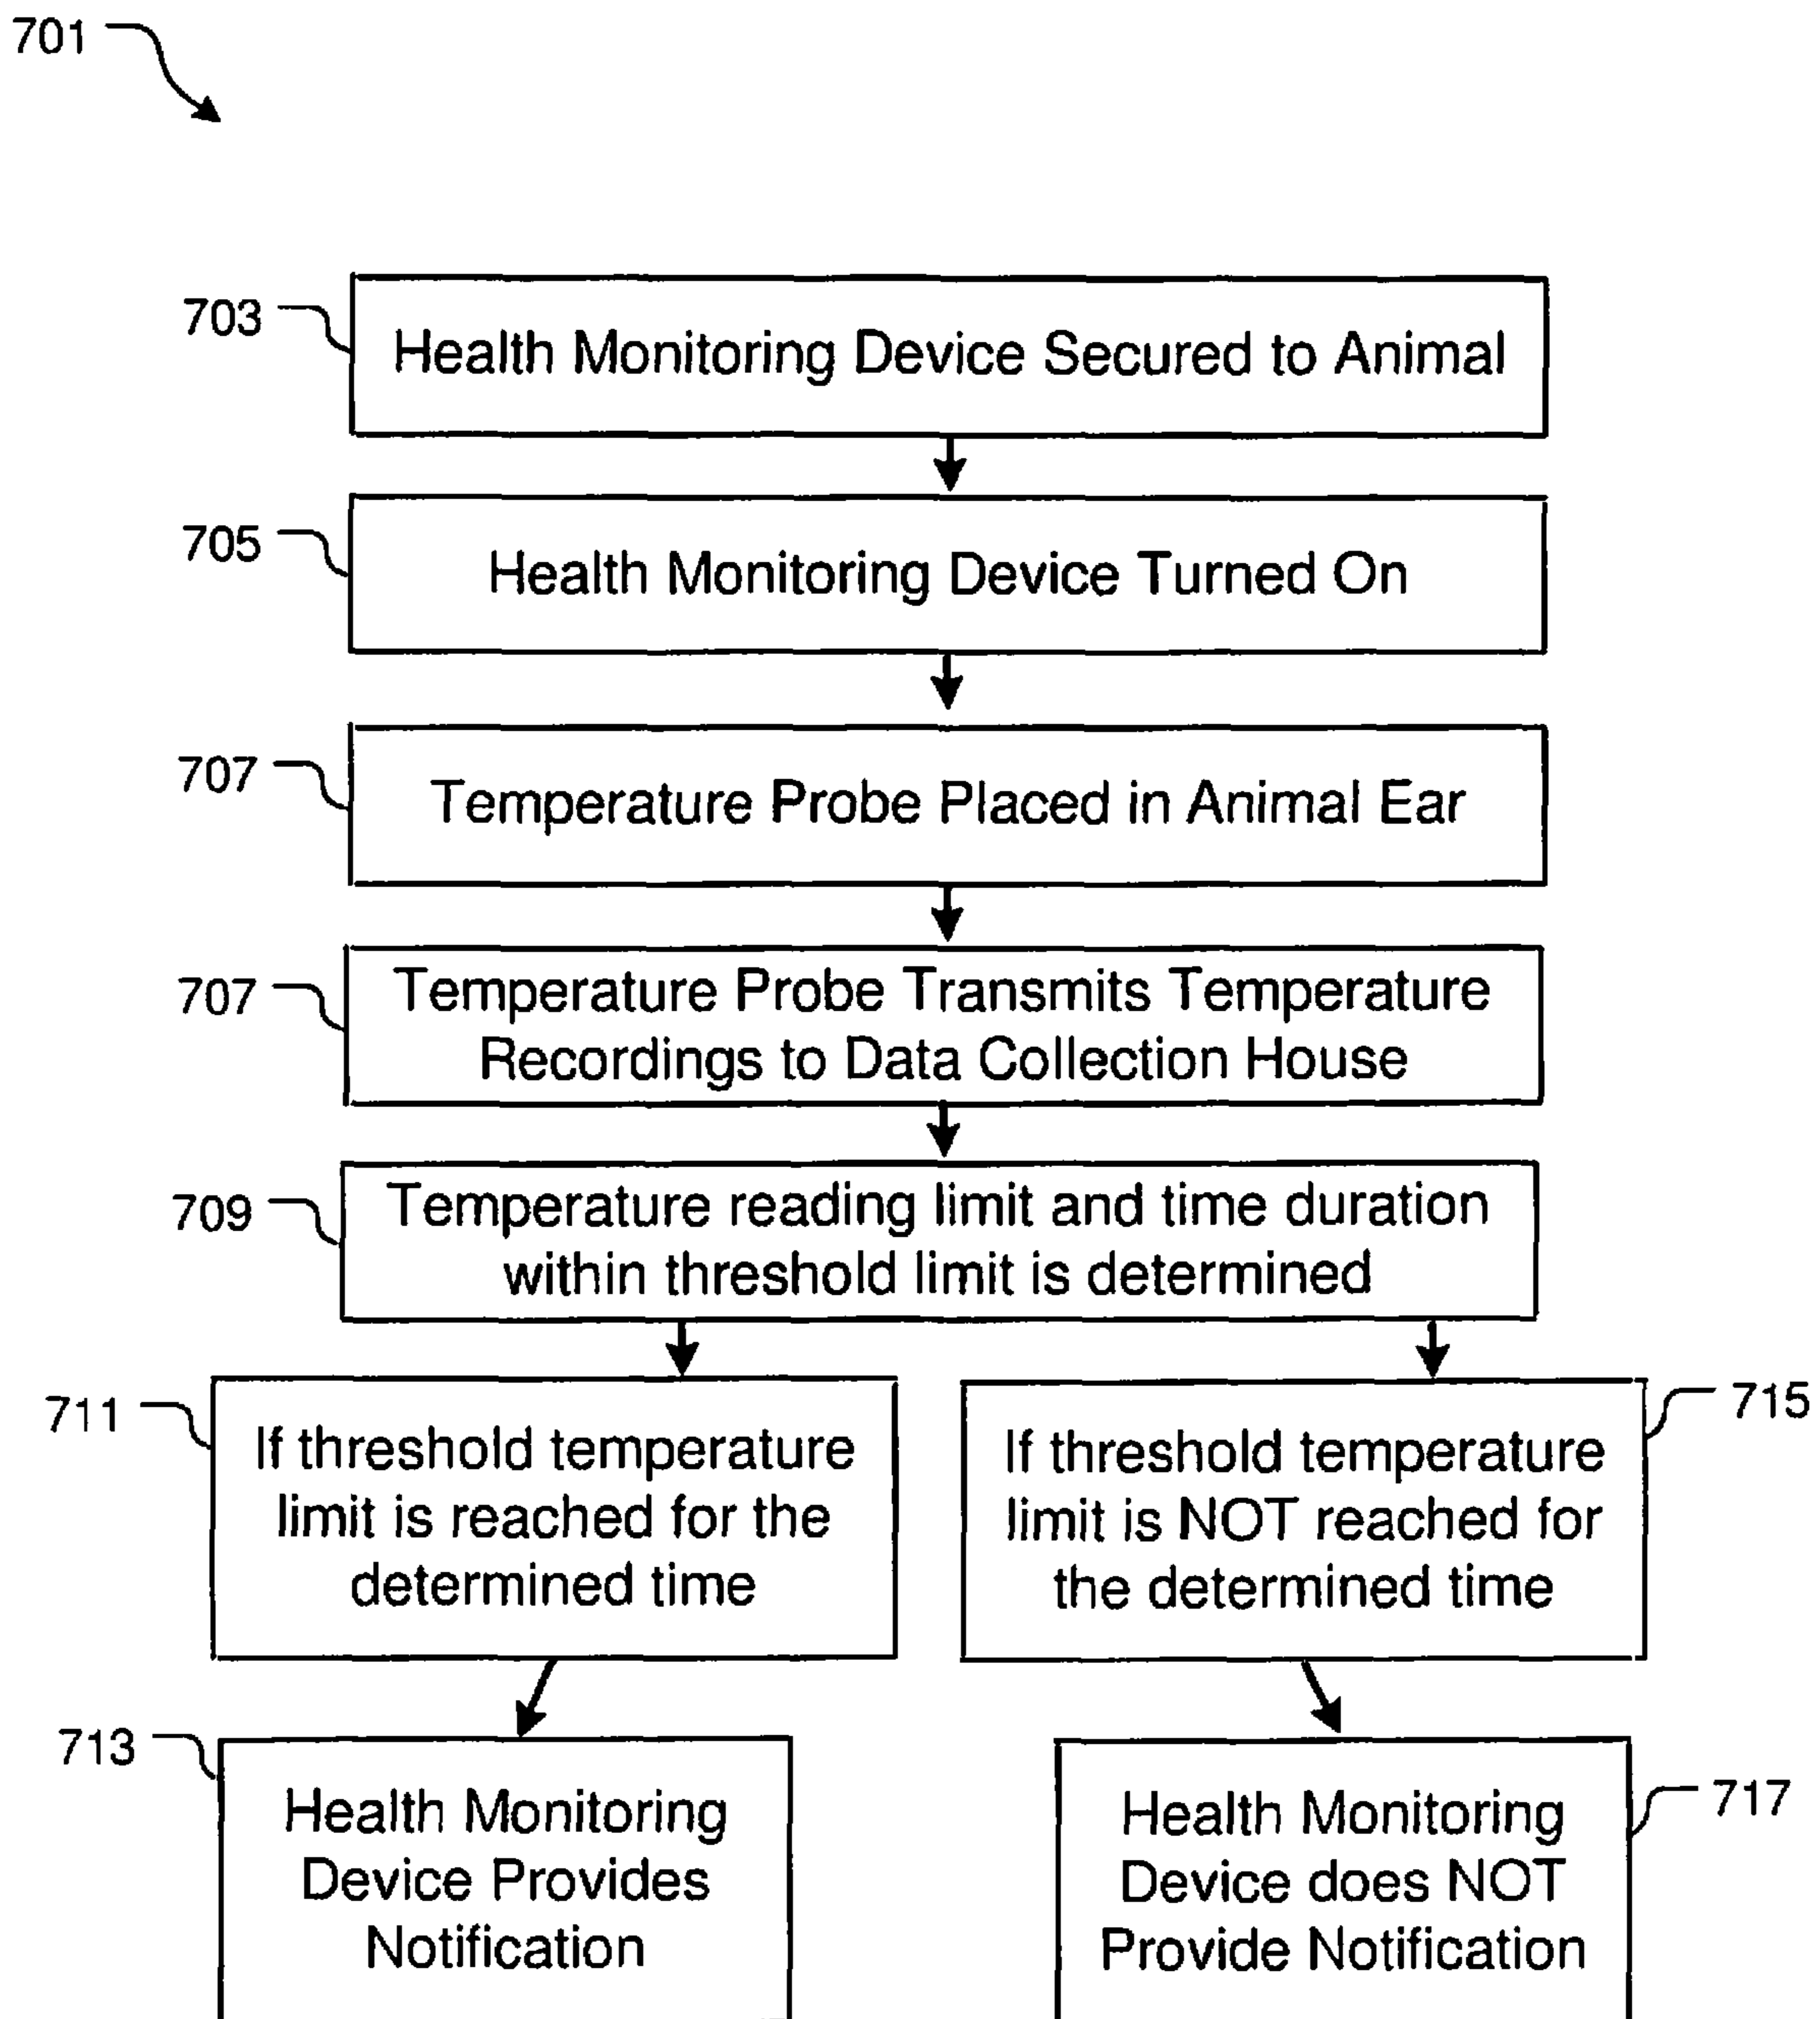 701
703
Health Monitoring Device Secured to Animal
705
Health Monitoring Device Turned On
707
Temperature Probe Placed in Animal Ear
707
Temperature Probe Transmits Temperature
Recordings to Data Collection House
709
Temperature reading limit and time duration
within threshold limit is determined
711
If threshold temperature
limit is reached for the
determined time
715
If threshold temperature
limit is NOT reached for
the determined time
713
Health Monitoring
Device Provides
Notification
717
Health Monitoring
Device does NOT
Provide Notification